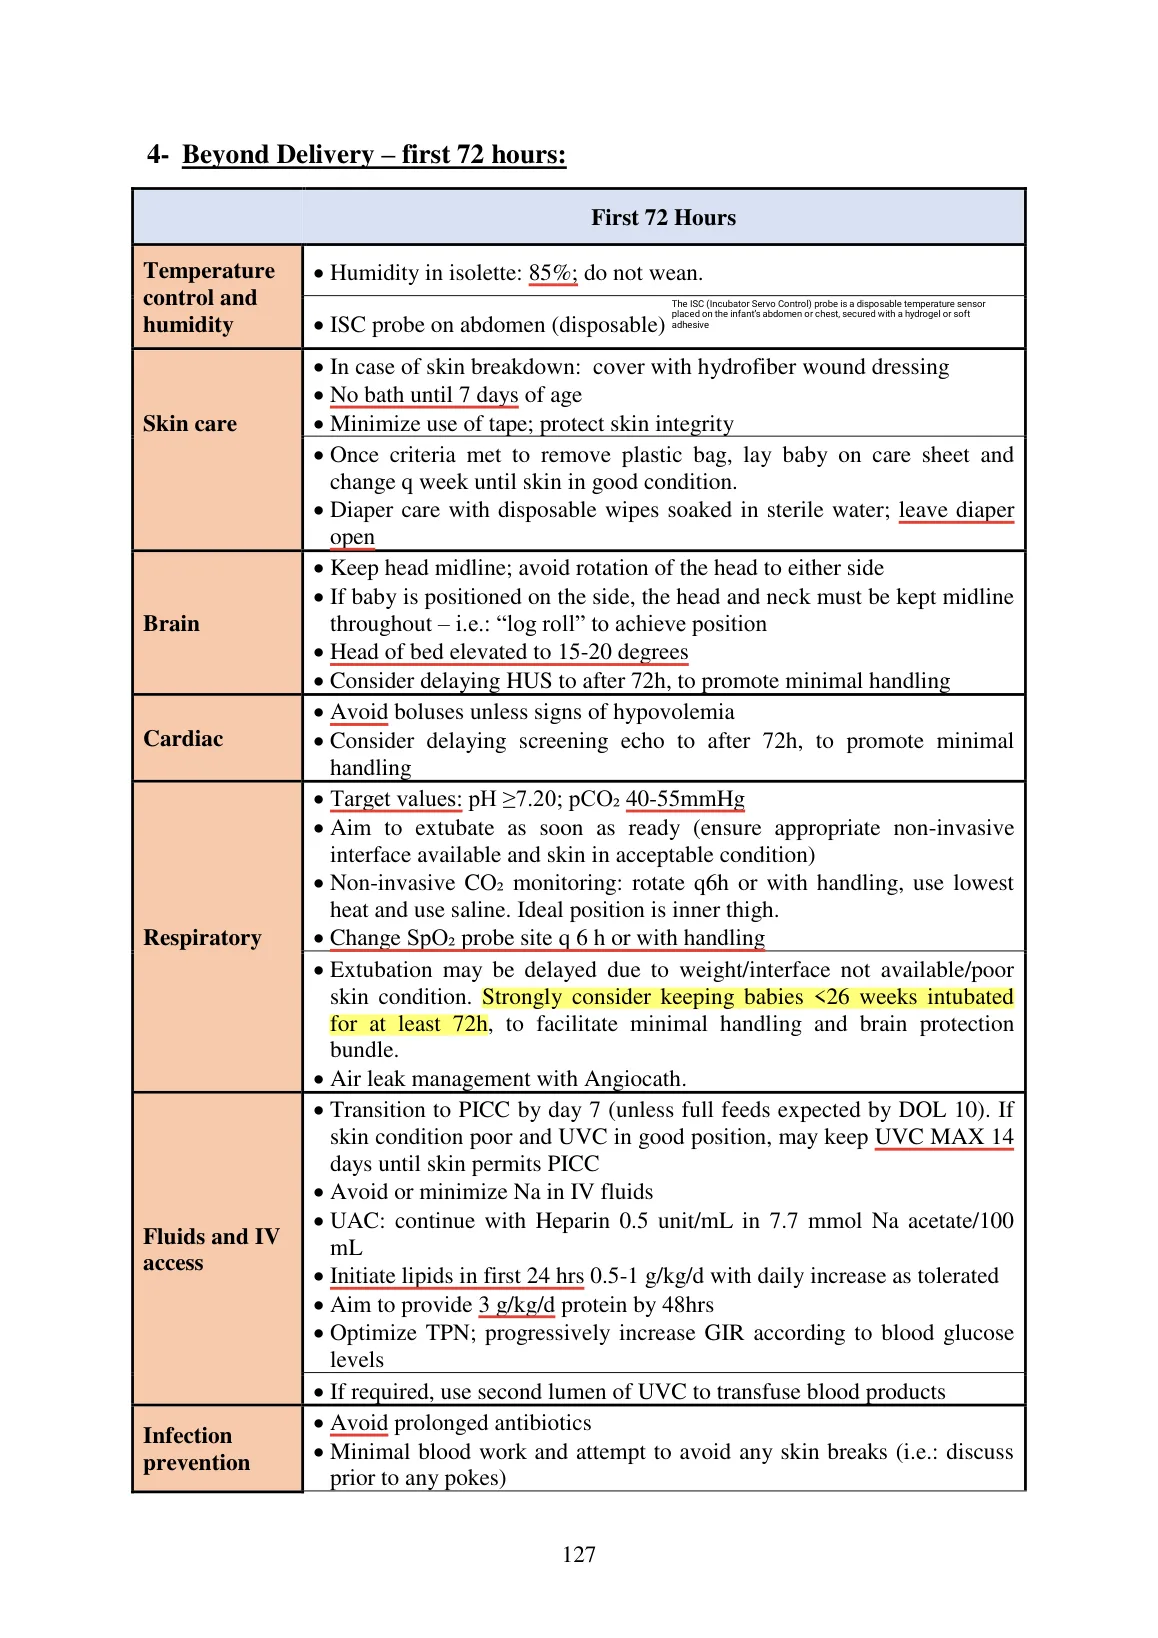 4- Beyond Delivery – first 72 hours:
First 72 Hours
Temperature
control and
humidity
• Humidity in isolette: 85%; do not wean.
• ISC probe on abdomen (disposable)
The ISC (Incubator Servo Control) probe is a disposable temperature sensor
placed on the infant's abdomen or chest, secured with a hydrogel or soft
adhesive
Skin care
• In case of skin breakdown:  cover with hydrofiber wound dressing
• No bath until 7 days of age
• Minimize use of tape; protect skin integrity
• Once criteria met to remove plastic bag, lay baby on care sheet and
change q week until skin in good condition.
• Diaper care with disposable wipes soaked in sterile water; leave diaper
open
Brain
• Keep head midline; avoid rotation of the head to either side
• If baby is positioned on the side, the head and neck must be kept midline
throughout – i.e.: “log roll” to achieve position
• Head of bed elevated to 15-20 degrees
• Consider delaying HUS to after 72h, to promote minimal handling
Cardiac
• Avoid boluses unless signs of hypovolemia
• Consider delaying screening echo to after 72h, to promote minimal
handling
Respiratory
• Target values: pH ≥7.20; pCO₂ 40-55mmHg
• Aim to extubate as soon as ready (ensure appropriate non-invasive
interface available and skin in acceptable condition)
• Non-invasive CO₂ monitoring: rotate q6h or with handling, use lowest
heat and use saline. Ideal position is inner thigh.
• Change SpO₂ probe site q 6 h or with handling
• Extubation may be delayed due to weight/interface not available/poor
skin condition. Strongly consider keeping babies <26 weeks intubated
for at least 72h, to facilitate minimal handling and brain protection
bundle.
• Air leak management with Angiocath.
Fluids and IV
access
• Transition to PICC by day 7 (unless full feeds expected by DOL 10). If
skin condition poor and UVC in good position, may keep UVC MAX 14
days until skin permits PICC
• Avoid or minimize Na in IV fluids
• UAC: continue with Heparin 0.5 unit/mL in 7.7 mmol Na acetate/100
mL
• Initiate lipids in first 24 hrs 0.5-1 g/kg/d with daily increase as tolerated
• Aim to provide 3 g/kg/d protein by 48hrs
• Optimize TPN; progressively increase GIR according to blood glucose
levels
• If required, use second lumen of UVC to transfuse blood products
Infection
prevention
• Avoid prolonged antibiotics
• Minimal blood work and attempt to avoid any skin breaks (i.e.: discuss
prior to any pokes)
127